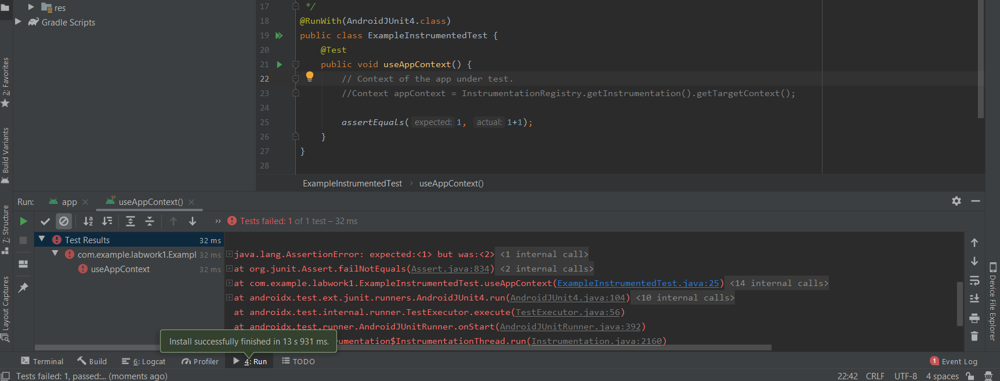 res
Gradle Scripts
2: Favorites
Build Variants
7: Structure
Layout Captures
17 */
18 @RunWith(AndroidJUnit4.class)
19 public class ExampleInstrumentedTest {
20 @Test
21 public void useAppContext() {
22 // Context of the app under test.
23 //Context appContext = InstrumentationRegistry.getInstrumentation().getTargetContext();
24
25 assertEquals( expected: 1, actual: 1+1);
26 }
27 }
28
ExampleInstrumentedTest › useAppContext()
Run: app × useAppContext() ×
» Tests failed: 1 of 1 test – 32 ms
Test Results 32 ms
com.example.labwork1.Exampl 32 ms
useAppContext 32 ms
java.lang.AssertionError: expected:<1> but was:<2> <1 internal call>
at org.junit.Assert.failNotEquals(Assert.java:834) <2 internal calls>
at com.example.labwork1.ExampleInstrumentedTest.useAppContext(ExampleInstrumentedTest.java:25) <14 internal calls>
at androidx.test.ext.junit.runners.AndroidJUnit4.run(AndroidJUnit4.java:104) <10 internal calls>
at androidx.test.internal.runner.TestExecutor.execute(TestExecutor.java:56)
at androidx.test.runner.AndroidJUnitRunner.onStart(AndroidJUnitRunner.java:392)
umentation$InstrumentationThread.run(Instrumentation.java:2160)
Install successfully finished in 13 s 931 ms.
Device File Explorer
Terminal Build 6: Logcat Profiler 4: Run TODO 1 Event Log
Tests failed: 1, passed:... (moments ago) 22:42 CRLF UTF-8 4 spaces